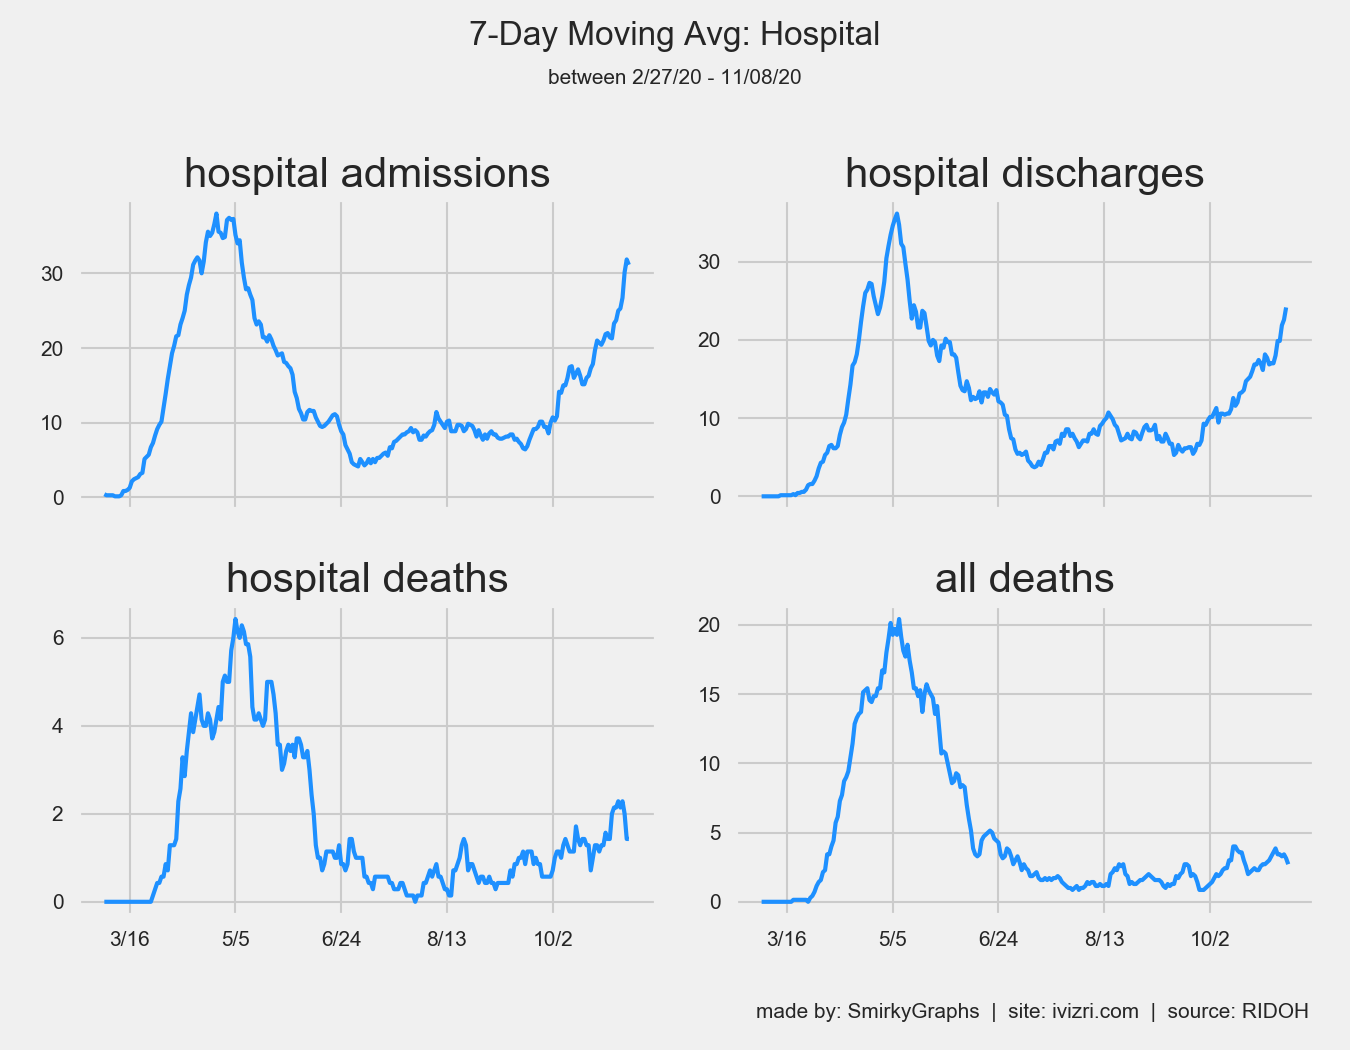 7-Day Moving Avg: Hospital
between 2/27/20 - 11/08/20
hospital admissions
30
20
10
0
hospital discharges
30
20
10
0
hospital deaths
6
4
2
0
3/16 5/5 6/24 8/13 10/2
all deaths
20
15
10
5
0
3/16 5/5 6/24 8/13 10/2
made by: SmirkyGraphs | site: ivizri.com | source: RIDOH